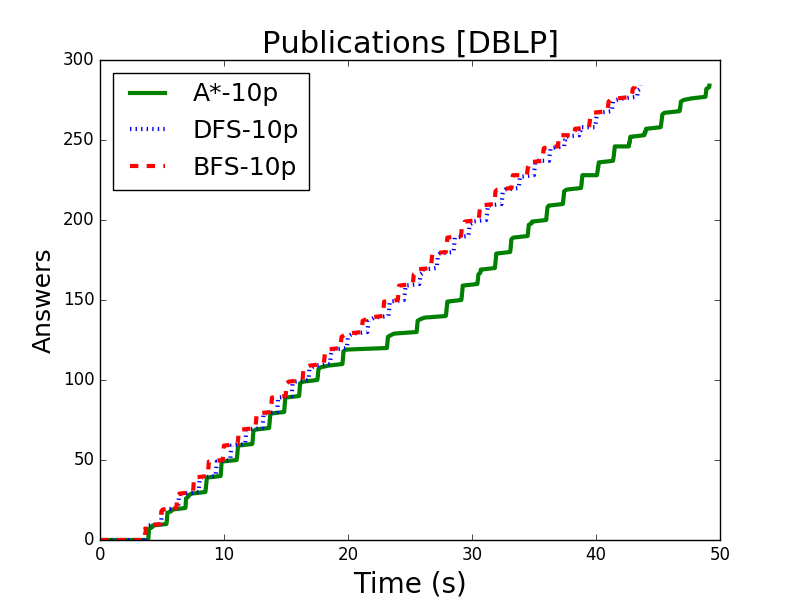 Publications [DBLP]
A*-10p
DFS-10p
BFS-10p
Answers
300
250
200
150
100
50
0
0 10 20 30 40 50
Time (s)